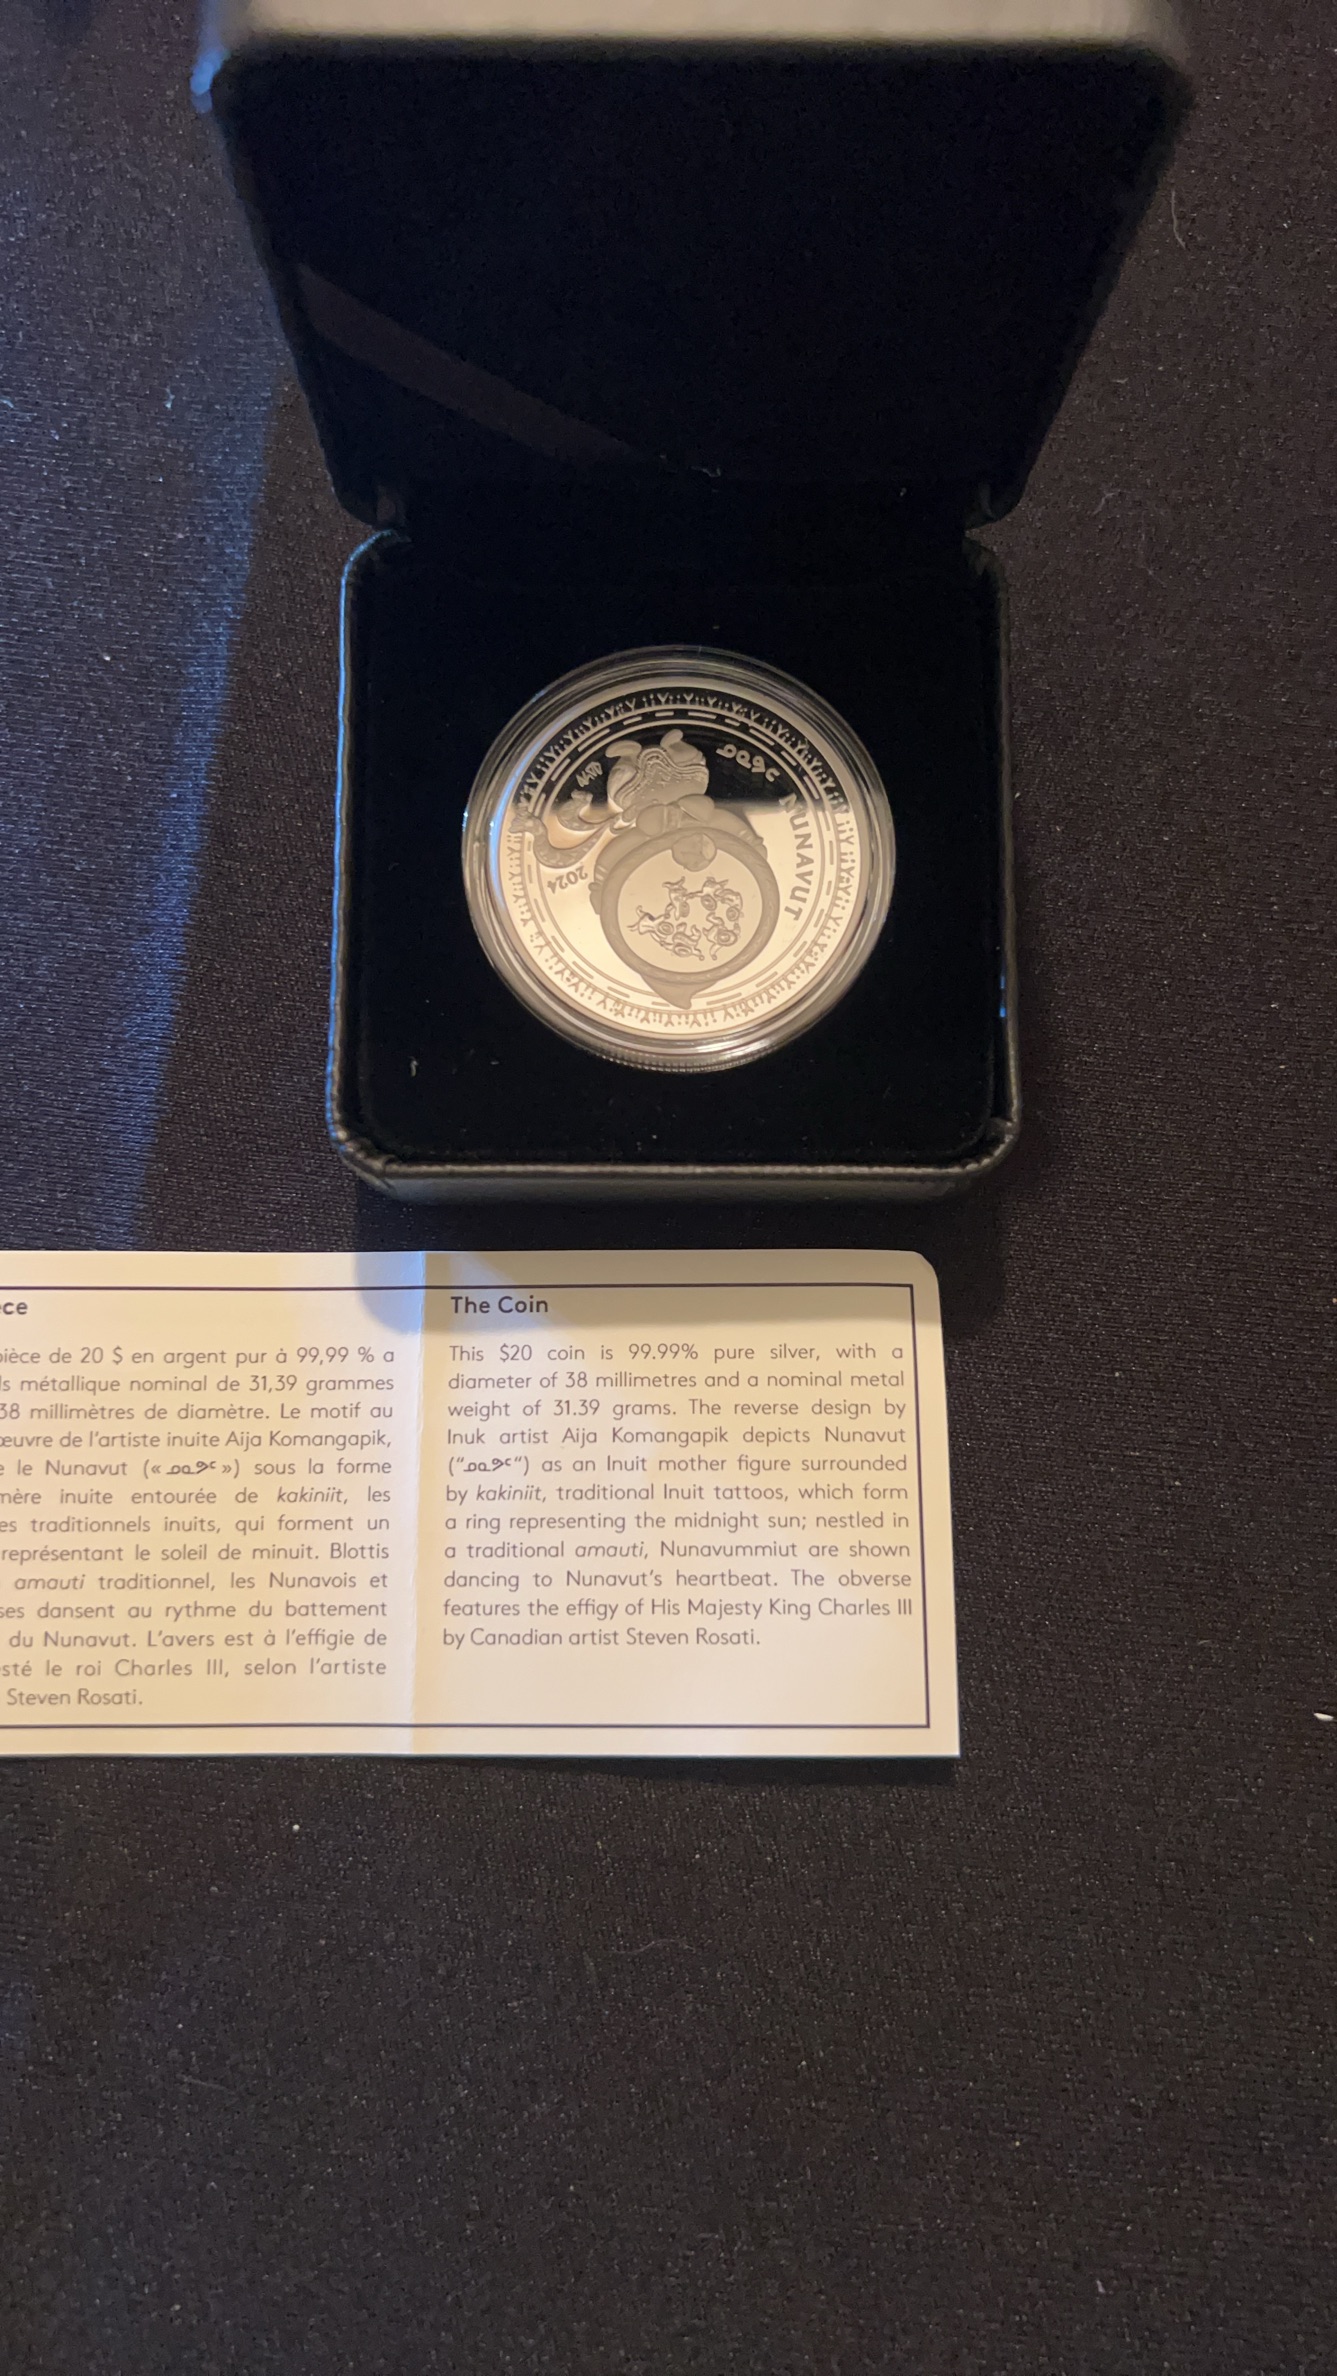 ᓄᓇᕗᑦ
NUNAVUT
2024
ce
pièce de 20 $ en argent pur à 99,99 % a
s métallique nominal de 31,39 grammes
38 millimètres de diamètre. Le motif au
œuvre de l'artiste inuite Aija Komangapik,
e le Nunavut (« ᓄᓇᕗᑦ ») sous la forme
mère inuite entourée de kakiniit, les
es traditionnels inuits, qui forment un
représentant le soleil de minuit. Blottis
amauti traditionnel, les Nunavois et
ses dansent au rythme du battement
du Nunavut. L'avers est à l'effigie de
sté le roi Charles III, selon l'artiste
Steven Rosati.
The Coin
This $20 coin is 99.99% pure silver, with a
diameter of 38 millimetres and a nominal metal
weight of 31.39 grams. The reverse design by
Inuk artist Aija Komangapik depicts Nunavut
("ᓄᓇᕗᑦ") as an Inuit mother figure surrounded
by kakiniit, traditional Inuit tattoos, which form
a ring representing the midnight sun; nestled in
a traditional amauti, Nunavummiut are shown
dancing to Nunavut's heartbeat. The obverse
features the effigy of His Majesty King Charles III
by Canadian artist Steven Rosati.